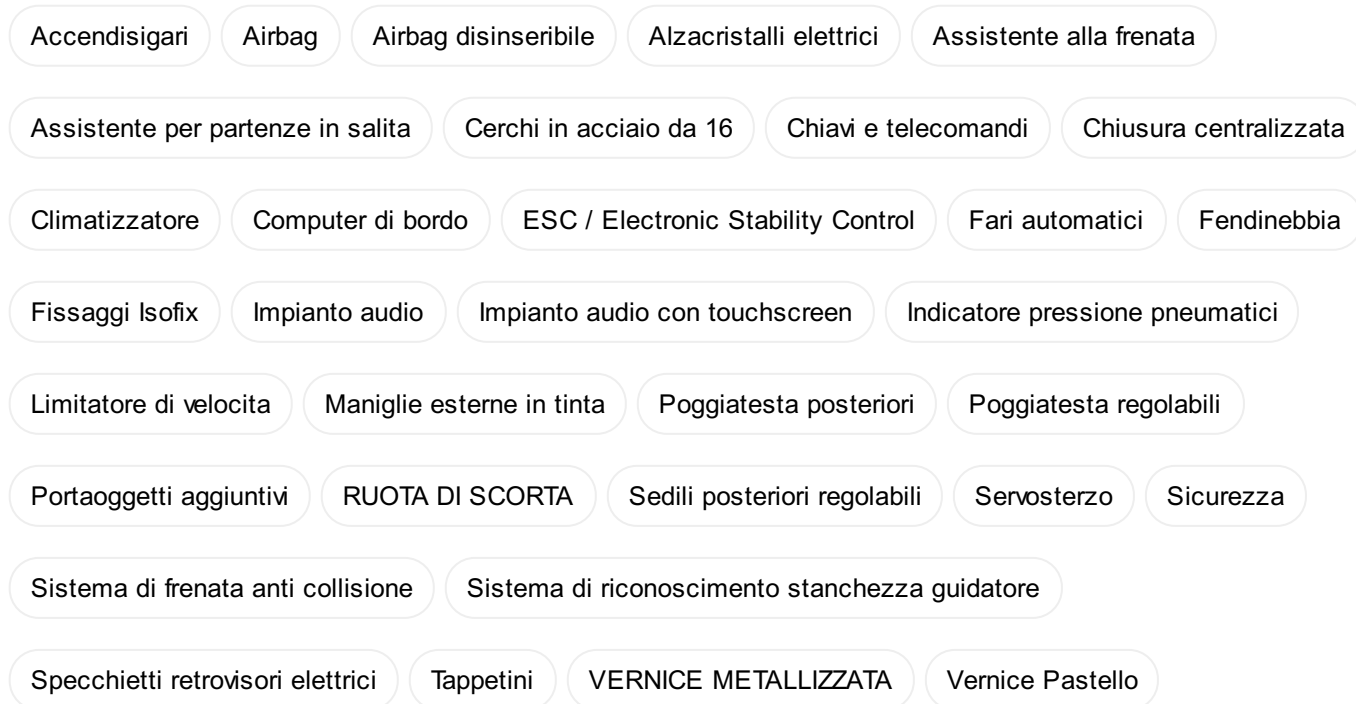 Accendisigari Airbag Airbag disinseribile Alzacristalli elettrici Assistente alla frenata
Assistente per partenze in salita Cerchi in acciaio da 16 Chiavi e telecomandi Chiusura centralizzata
Climatizzatore Computer di bordo ESC / Electronic Stability Control Fari automatici Fendinebbia
Fissaggi Isofix Impianto audio Impianto audio con touchscreen Indicatore pressione pneumatici
Limitatore di velocita Maniglie esterne in tinta Poggiatesta posteriori Poggiatesta regolabili
Portaoggetti aggiuntivi RUOTA DI SCORTA Sedili posteriori regolabili Servosterzo Sicurezza
Sistema di frenata anti collisione Sistema di riconoscimento stanchezza guidatore
Specchietti retrovisori elettrici Tappetini VERNICE METALLIZZATA Vernice Pastello